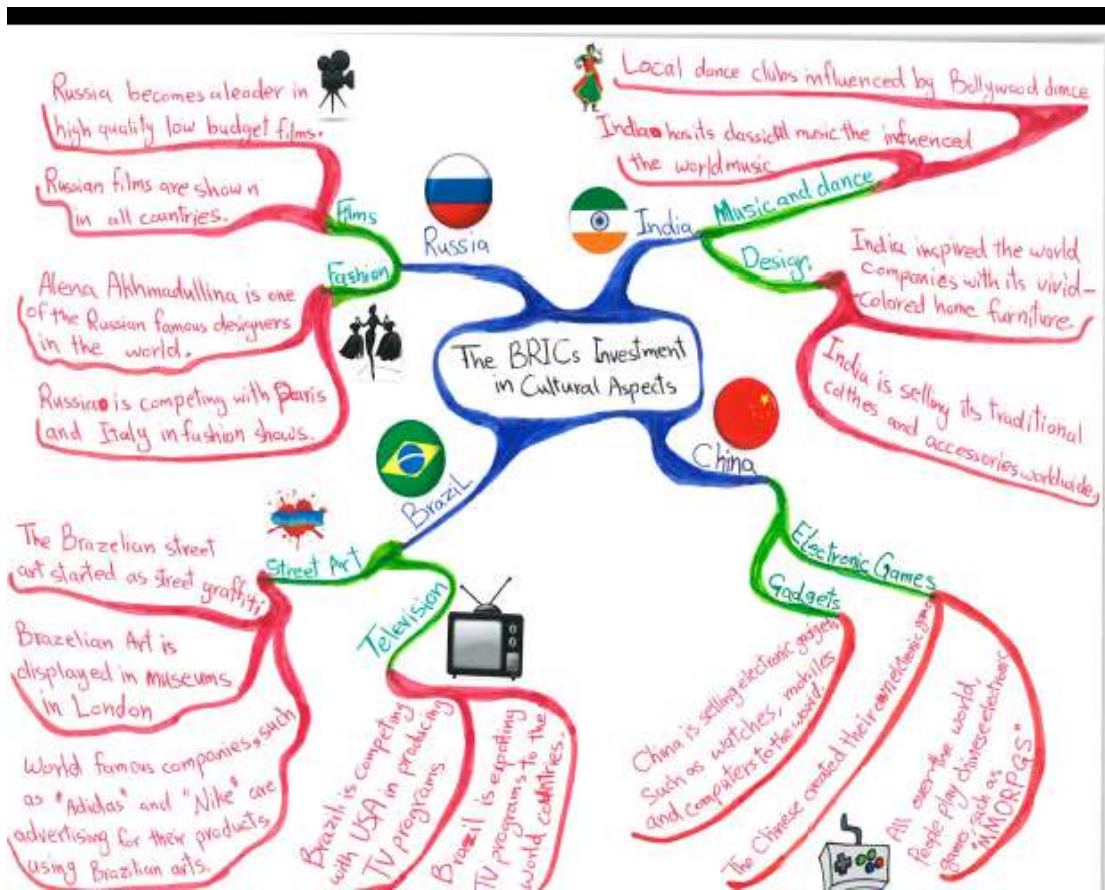 The BRICs Investment
in Cultural Aspects
Russia
Films
Russia becomes a leader in
high quality low budget films.
Russian films are shown
in all countries.
Fashion
Alena Ahhmadullina is one
of the Russian famous designers
in the world.
Russia is competing with Paris
and Italy in fashion shows.
India
Music and dance
Local dance clubs influenced by Bollywood dance
India has its classical music the influenced
the world music
Design
India inspired the world
companies with its vivid-
colored home furniture.
India is selling its traditional
colthes and accessories worldwide,
Brazil
Street Art
The Brazelian street
art started as street graffiti
Brazelian Art is
displayed in museums
in London
World famous companies, such
as "Adidas" and "Nike" are
advertising for their products
using Brazilian arts.
Television
Brazil is competing
with USA in producing
TV programs
Brazil is exporting
TV programs to the
world countries.
China
Electronic Games
All over the world,
People play chinese electronic
games such as
"MMORPGS"
The Chinese created their own electronic games
Gadgets
China is selling electronic gadgets
Such as watches, mobiles
and computers to the world.